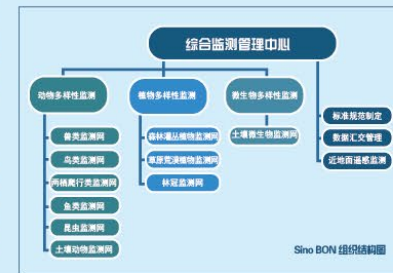 综合监测管理中心
动物多样性监测
植物多样性监测
微生物多样性监测
兽类监测网
鸟类监测网
两栖爬行类监测网
鱼类监测网
昆虫监测网
土壤动物监测网
森林灌丛植物监测网
草原荒漠植物监测网
林冠监测网
土壤微生物监测网
标准规范制定
数据汇交管理
近地面遥感监测
Sino BON 组织结构图